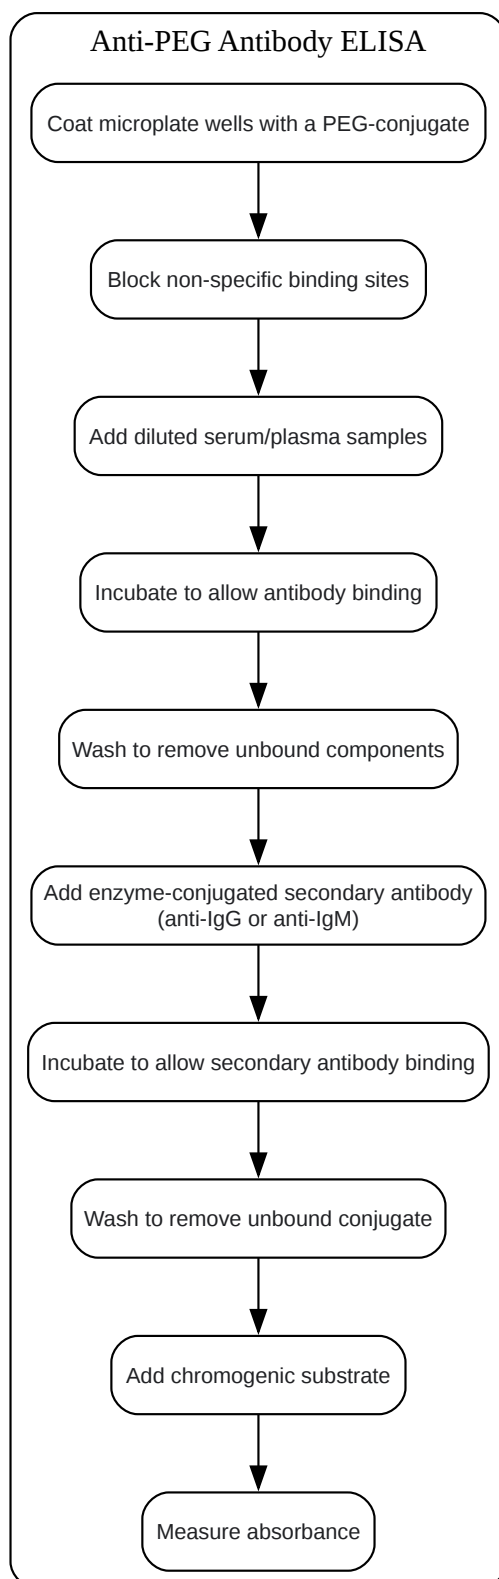 Anti-PEG Antibody ELISA
Coat microplate wells with a PEG-conjugate
Block non-specific binding sites
Add diluted serum/plasma samples
Incubate to allow antibody binding
Wash to remove unbound components
Add enzyme-conjugated secondary antibody
(anti-IgG or anti-IgM)
Incubate to allow secondary antibody binding
Wash to remove unbound conjugate
Add chromogenic substrate
Measure absorbance